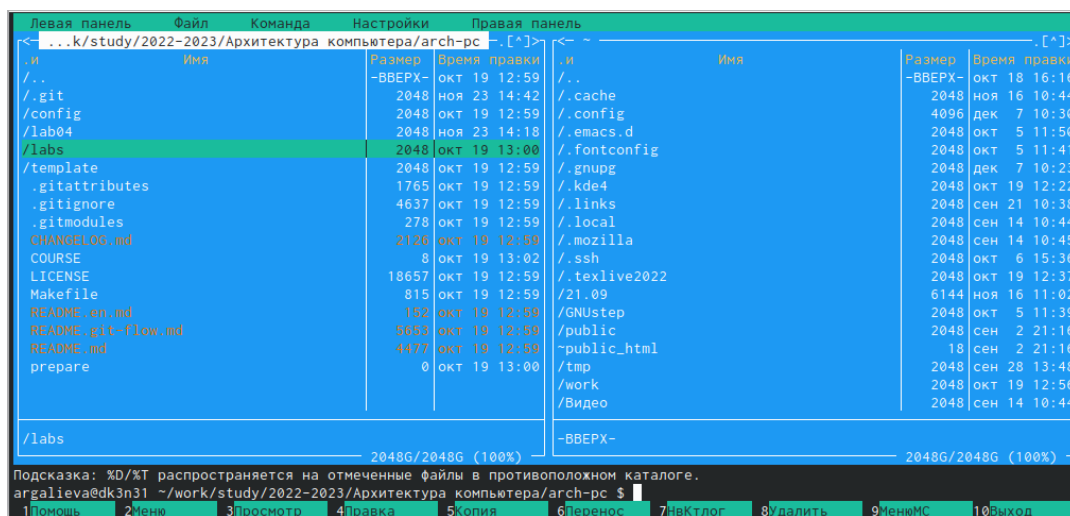 Левая панель Файл Команда Настройки Правая панель
<— ...k/study/2022-2023/Архитектура компьютера/arch-pc —.[^]> <— ~ .[^]>
.и Имя Размер Время правки .и Имя Размер Время правки
/.. -ВВЕРХ- окт 19 12:59 /.. -ВВЕРХ- окт 18 16:16
/.git 2048 ноя 23 14:42 /.cache 2048 ноя 16 10:44
/config 2048 окт 19 12:59 /.config 4096 дек 7 10:30
/lab04 2048 ноя 23 14:18 /.emacs.d 2048 окт 5 11:50
/labs 2048 окт 19 13:00 /.fontconfig 2048 окт 5 11:41
/template 2048 окт 19 12:59 /.gnupg 2048 дек 7 10:23
.gitattributes 1765 окт 19 12:59 /.kde4 2048 окт 19 12:22
.gitignore 4637 окт 19 12:59 /.links 2048 сен 21 10:38
.gitmodules 278 окт 19 12:59 /.local 2048 сен 14 10:44
CHANGELOG.md 2126 окт 19 12:59 /.mozilla 2048 сен 14 10:45
COURSE 8 окт 19 13:02 /.ssh 2048 окт 6 15:36
LICENSE 18657 окт 19 12:59 /.texlive2022 2048 окт 19 12:37
Makefile 815 окт 19 12:59 /21.09 6144 ноя 16 11:02
README.en.md 152 окт 19 12:59 /GNUstep 2048 окт 5 11:39
README.git-flow.md 5653 окт 19 12:59 /public 2048 сен 2 21:16
README.md 4477 окт 19 12:59 ~public_html 18 сен 2 21:16
prepare 0 окт 19 13:00 /tmp 2048 сен 28 13:48
/work 2048 окт 19 12:56
/Видео 2048 сен 14 10:44
/labs -ВВЕРХ-
2048G/2048G (100%) 2048G/2048G (100%)
Подсказка: %D/%T распространяется на отмеченные файлы в противоположном каталоге.
argalieva@dk3n31 ~/work/study/2022-2023/Архитектура компьютера/arch-pc $
1Помощь 2Меню 3Просмотр 4Правка 5Копия 6Перенос 7НвКтлог 8Удалить 9МенюMC 10Выход